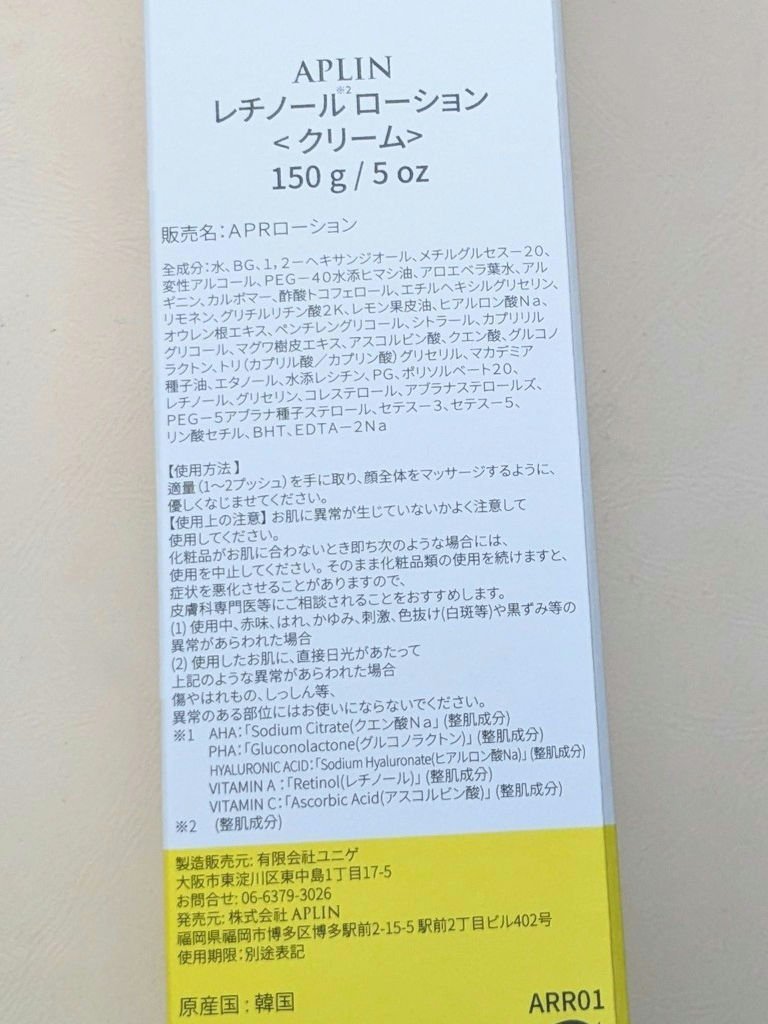 APLIN
レチノール※2 ローション
<クリーム>
150 g / 5 oz
販売名:APRローション
全成分:水、BG、1,2-ヘキサンジオール、メチルグルセス-20、
変性アルコール、PEG-40水添ヒマシ油、アロエベラ葉水、アル
ギニン、カルボマー、酢酸トコフェロール、エチルヘキシルグリセリン、
リモネン、グリチルリチン酸2K、レモン果皮油、ヒアルロン酸Na、
オウレン根エキス、ペンチレングリコール、シトラール、カプリリル
グリコール、マグワ樹皮エキス、アスコルビン酸、クエン酸、グルコノ
ラクトン、トリ(カプリル酸/カプリン酸)グリセリル、マカデミア
種子油、エタノール、水添レシチン、PG、ポリソルベート20、
レチノール、グリセリン、コレステロール、アブラナステロールズ、
PEG-5アブラナ種子ステロール、セテス-3、セテス-5、
リン酸セチル、BHT、EDTA-2Na
【使用方法】
適量(1〜2プッシュ)を手に取り、顔全体をマッサージするように、
優しくなじませてください。
【使用上の注意】お肌に異常が生じていないかよく注意して
使用してください。
化粧品がお肌に合わないとき即ち次のような場合には、
使用を中止してください。そのまま化粧品類の使用を続けますと、
症状を悪化させることがありますので、
皮膚科専門医等にご相談されることをおすすめします。
(1) 使用中、赤味、はれ、かゆみ、刺激、色抜け(白斑等)や黒ずみ等の
異常があらわれた場合
(2) 使用したお肌に、直接日光があたって
上記のような異常があらわれた場合
傷やはれもの、しっしん等、
異常のある部位にはお使いにならないでください。
※1 AHA:「Sodium Citrate(クエン酸Na」(整肌成分)
PHA:「Gluconolactone(グルコノラクトン)」(整肌成分)
HYALURONIC ACID:「Sodium Hyaluronate(ヒアルロン酸Na)」(整肌成分)
VITAMIN A:「Retinol(レチノール)」(整肌成分)
VITAMIN C:「Ascorbic Acid(アスコルビン酸)」(整肌成分)
※2 (整肌成分)
製造販売元: 有限会社ユニゲ
大阪市東淀川区東中島1丁目17-5
お問合せ: 06-6379-3026
発売元: 株式会社 APLIN
福岡県福岡市博多区博多駅前2-15-5 駅前2丁目ビル402号
使用期限:別途表記
原産国:韓国
ARR01